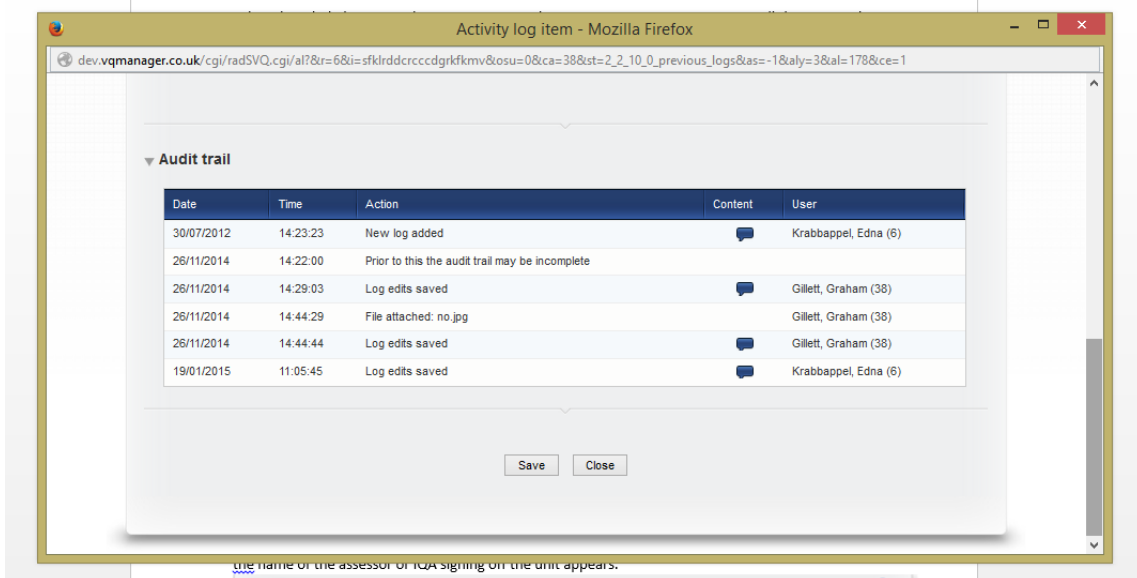 Activity log item - Mozilla Firefox
dev.vqmanager.co.uk/cgi/radSVQ.cgi/al?&r=6&i=sfklrddcrcccdgrkfkmv&osu=0&ca=38&st=2_2_10_0_previous_logs&as=-1&aly=3&al=178&ce=1
Audit trail
Date Time Action Content User
30/07/2012 14:23:23 New log added Krabbappel, Edna (6)
26/11/2014 14:22:00 Prior to this the audit trail may be incomplete
26/11/2014 14:29:03 Log edits saved Gillett, Graham (38)
26/11/2014 14:44:29 File attached: no.jpg Gillett, Graham (38)
26/11/2014 14:44:44 Log edits saved Gillett, Graham (38)
19/01/2015 11:05:45 Log edits saved Krabbappel, Edna (6)
Save Close
the name of the assessor or IQA signing off the unit appears.